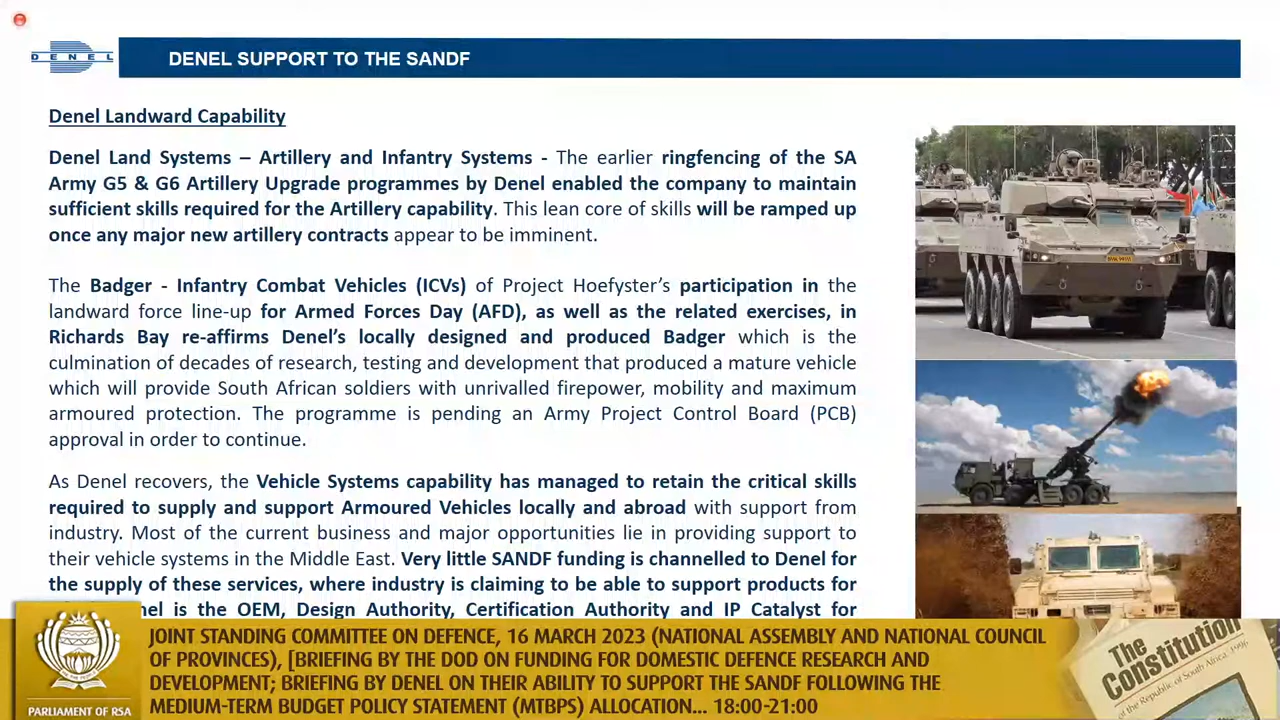 DENEL
DENEL SUPPORT TO THE SANDF
Denel Landward Capability
Denel Land Systems – Artillery and Infantry Systems - The earlier ringfencing of the SA
Army G5 & G6 Artillery Upgrade programmes by Denel enabled the company to maintain
sufficient skills required for the Artillery capability. This lean core of skills will be ramped up
once any major new artillery contracts appear to be imminent.
The Badger - Infantry Combat Vehicles (ICVs) of Project Hoefyster’s participation in the
landward force line-up for Armed Forces Day (AFD), as well as the related exercises, in
Richards Bay re-affirms Denel’s locally designed and produced Badger which is the
culmination of decades of research, testing and development that produced a mature vehicle
which will provide South African soldiers with unrivalled firepower, mobility and maximum
armoured protection. The programme is pending an Army Project Control Board (PCB)
approval in order to continue.
As Denel recovers, the Vehicle Systems capability has managed to retain the critical skills
required to supply and support Armoured Vehicles locally and abroad with support from
industry. Most of the current business and major opportunities lie in providing support to
their vehicle systems in the Middle East. Very little SANDF funding is channelled to Denel for
the supply of these services, where industry is claiming to be able to support products for
is the OEM, Design Authority, Certification Authority and IP Catalyst for
PARLIAMENT OF RSA
JOINT STANDING COMMITTEE ON DEFENCE, 16 MARCH 2023 (NATIONAL ASSEMBLY AND NATIONAL COUNCIL
OF PROVINCES), [BRIEFING BY THE DOD ON FUNDING FOR DOMESTIC DEFENCE RESEARCH AND
DEVELOPMENT; BRIEFING BY DENEL ON THEIR ABILITY TO SUPPORT THE SANDF FOLLOWING THE
MEDIUM-TERM BUDGET POLICY STATEMENT (MTBPS) ALLOCATION... 18:00-21:00
The
Constitution
of the Republic of South Africa, 1996